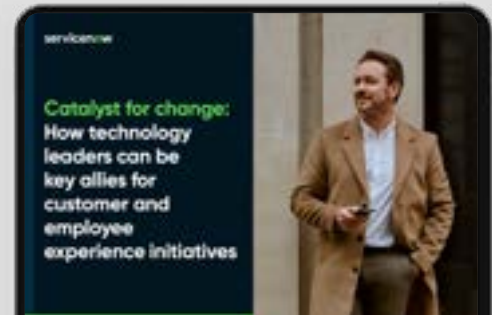 servicenow
Catalyst for change:
How technology
leaders can be
key allies for
customer and
employee
experience initiatives